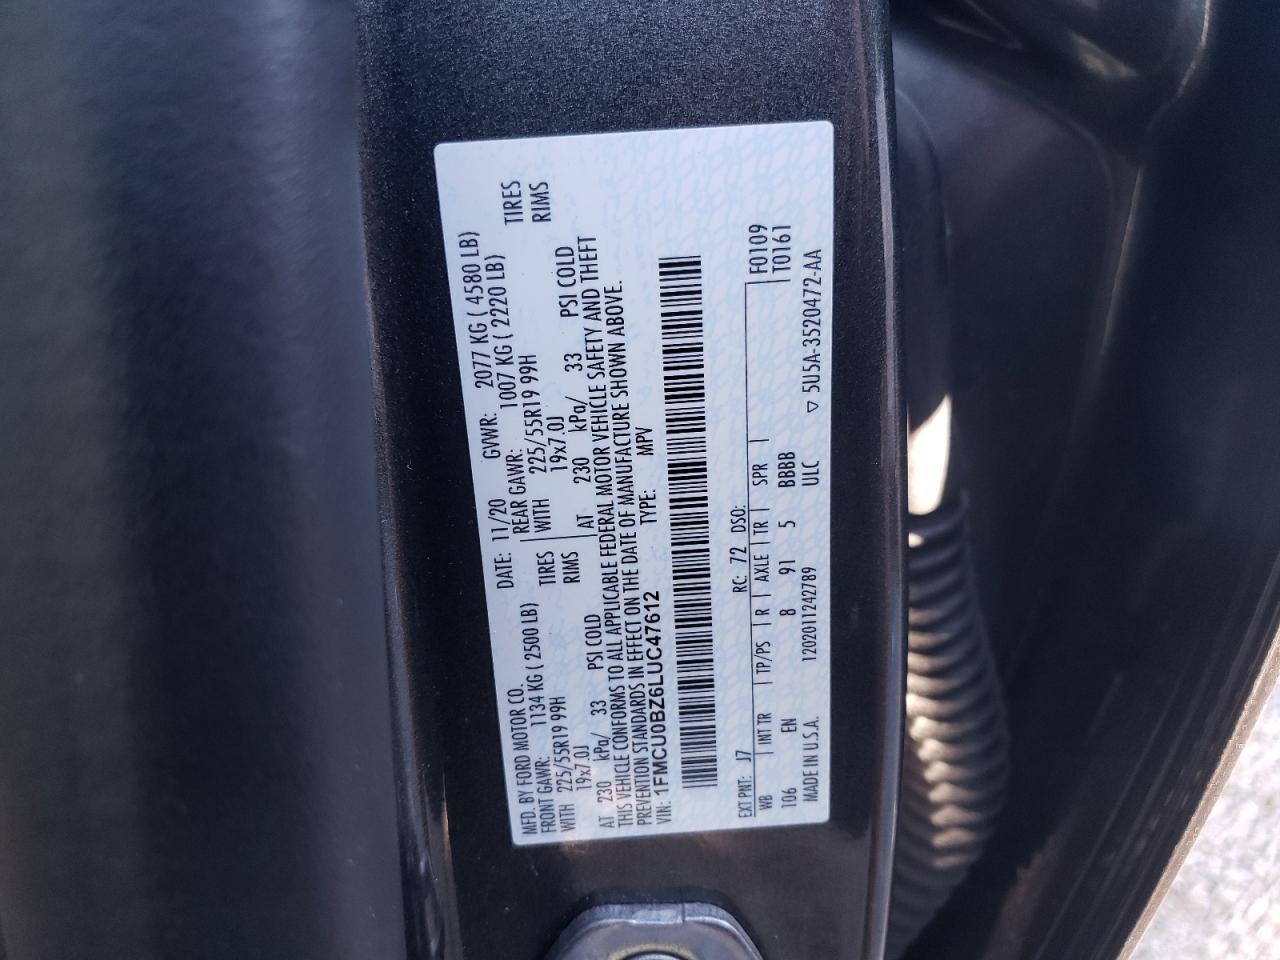 MFD. BY FORD MOTOR CO. DATE: 11/20 GVWR: 2077 KG ( 4580 LB)
FRONT GAWR: 1134 KG ( 2500 LB) REAR GAWR: 1007 KG ( 2220 LB)
WITH 225/55R19 99H TIRES WITH 225/55R19 99H TIRES
19x7.0J RIMS 19x7.0J RIMS
AT 230 kPa/ 33 PSI COLD AT 230 kPa/ 33 PSI COLD
THIS VEHICLE CONFORMS TO ALL APPLICABLE FEDERAL MOTOR VEHICLE SAFETY AND THEFT
PREVENTION STANDARDS IN EFFECT ON THE DATE OF MANUFACTURE SHOWN ABOVE.
VIN: 1FMCU0BZ6LUC47612 TYPE: MPV
EXT PNT: J7 RC: 72 DSO:
WB INT TR TP/PS R AXLE TR SPR F0109
106 EN 8 91 5 BBBB T0161
MADE IN U.S.A. 120201124 2789 ULC ▽ 5U5A-3520472-AA